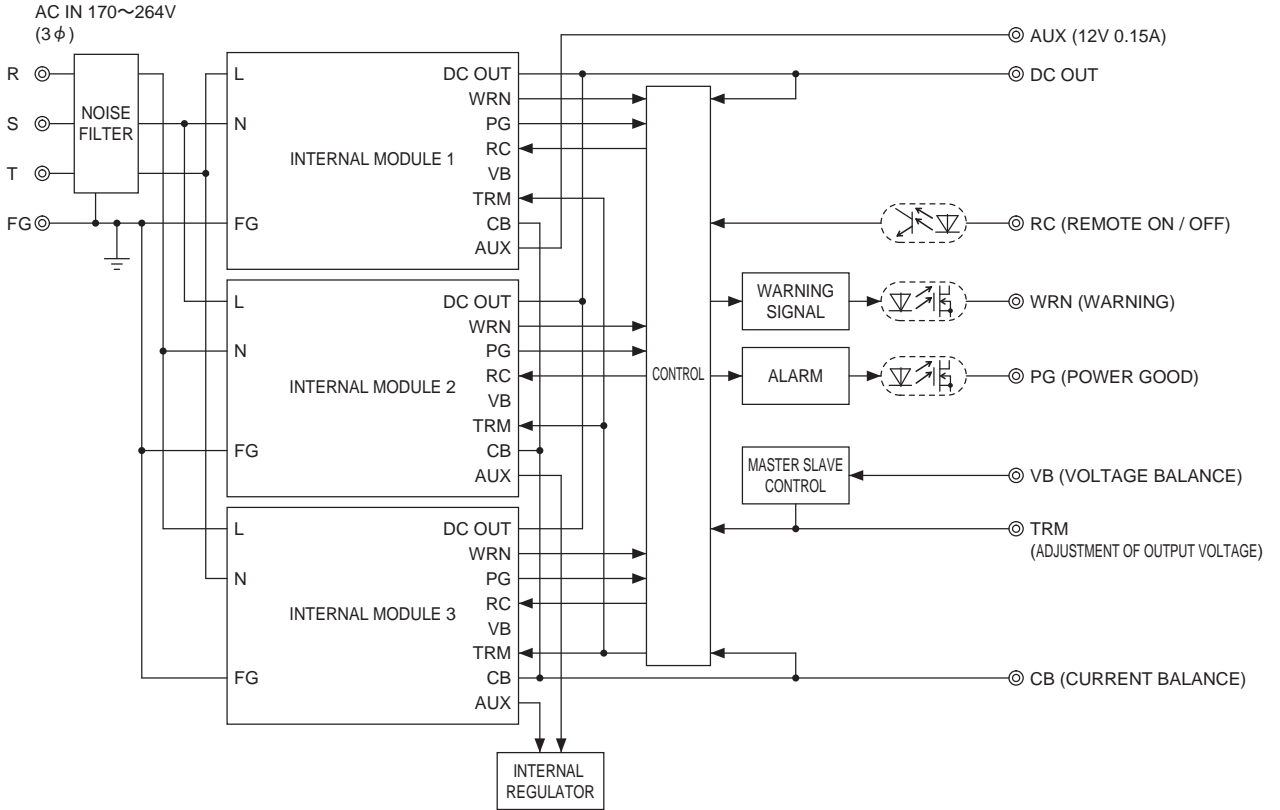 AC IN 170～264V
(3φ)
R
S
T
FG
NOISE
FILTER
L
N
FG
INTERNAL MODULE 1
DC OUT
WRN
PG
RC
VB
TRM
CB
AUX
L
N
FG
INTERNAL MODULE 2
DC OUT
WRN
PG
RC
VB
TRM
CB
AUX
L
N
FG
INTERNAL MODULE 3
DC OUT
WRN
PG
RC
VB
TRM
CB
AUX
INTERNAL
REGULATOR
CONTROL
WARNING
SIGNAL
ALARM
MASTER SLAVE
CONTROL
AUX (12V 0.15A)
DC OUT
RC (REMOTE ON / OFF)
WRN (WARNING)
PG (POWER GOOD)
VB (VOLTAGE BALANCE)
TRM
(ADJUSTMENT OF OUTPUT VOLTAGE)
CB (CURRENT BALANCE)